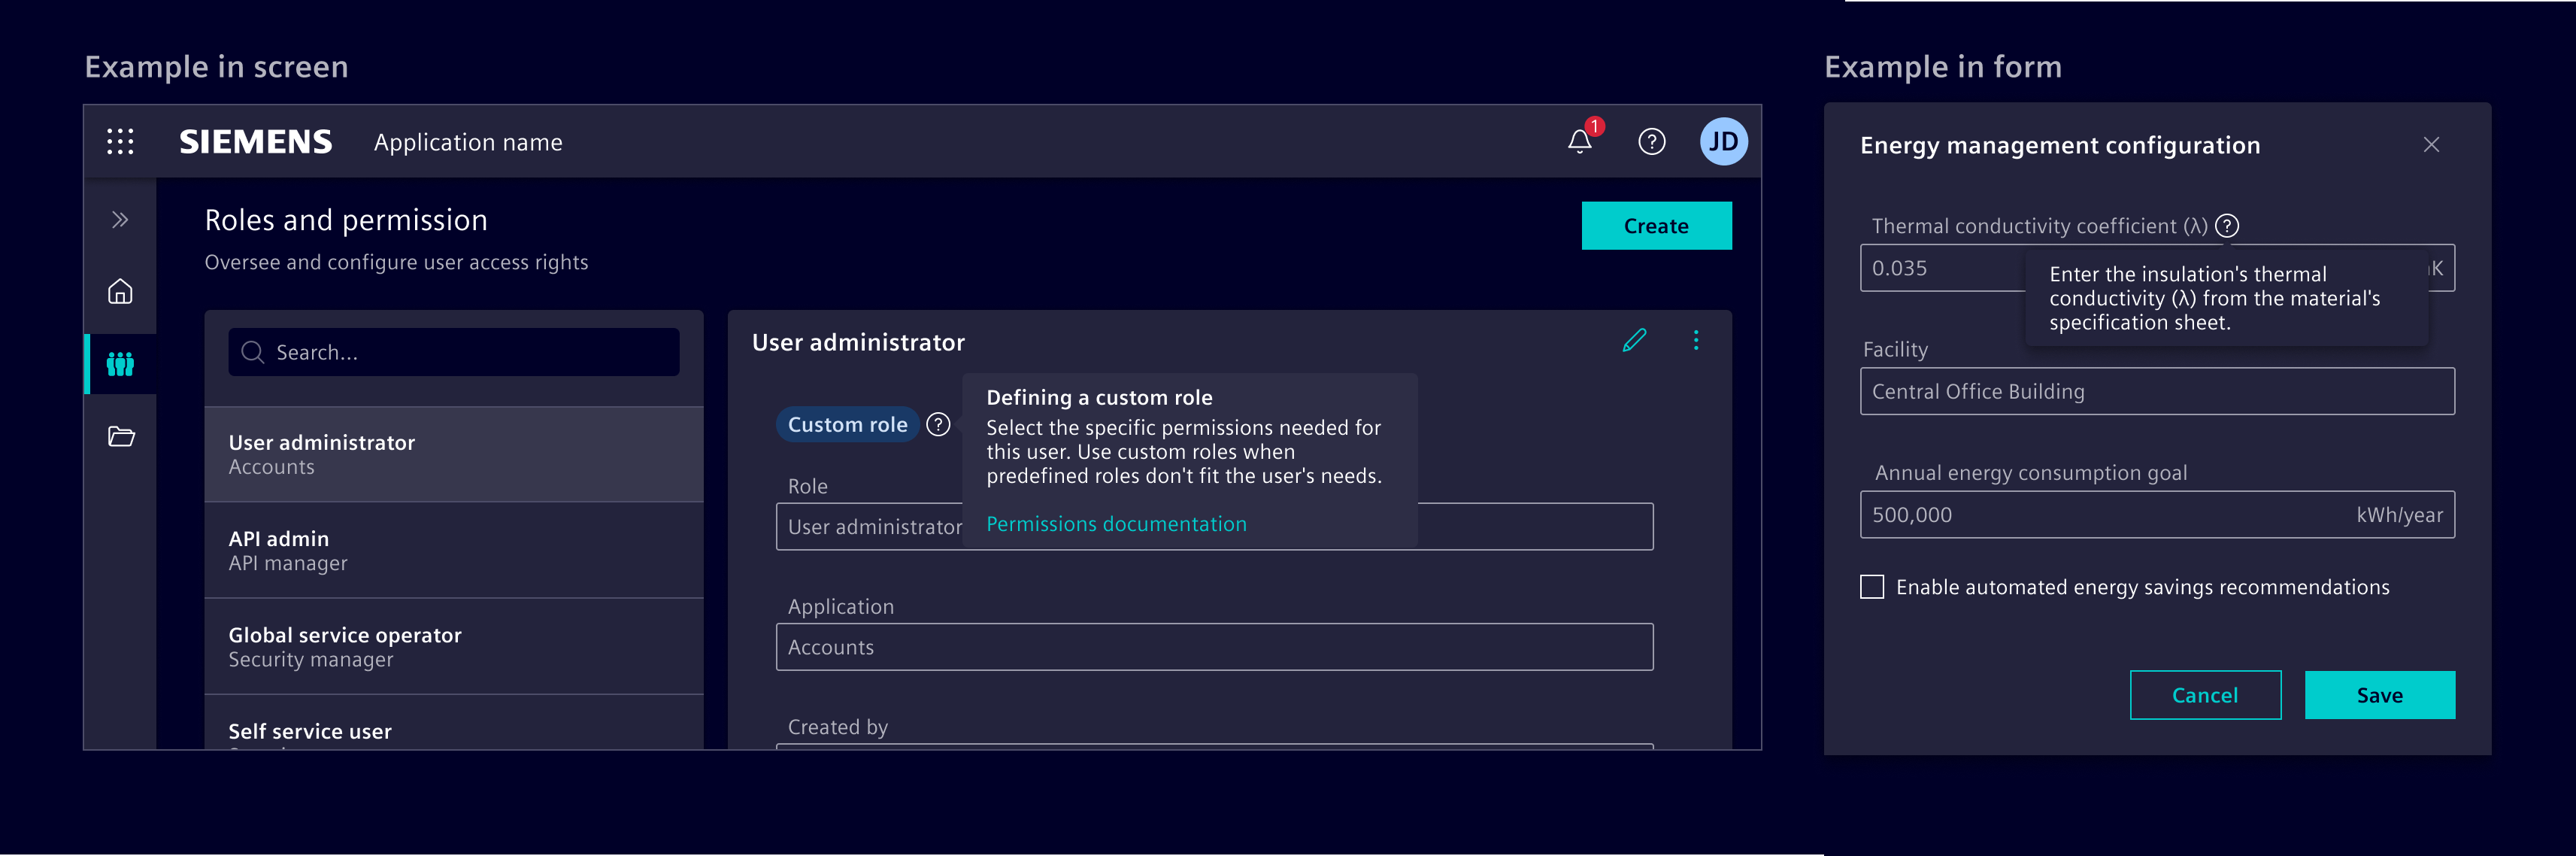 Example in screen
SIEMENS
Application name
1
?
JD
Roles and permission
Oversee and configure user access rights
Create
Search...
User administrator
Accounts
API admin
API manager
Global service operator
Security manager
Self service user
User administrator
Custom role
?
Defining a custom role
Select the specific permissions needed for
this user. Use custom roles when
predefined roles don't fit the user's needs.
Permissions documentation
Role
User administrator
Application
Accounts
Created by
Example in form
Energy management configuration
Thermal conductivity coefficient (λ)
?
0.035
K
Enter the insulation's thermal
conductivity (λ) from the material's
specification sheet.
Facility
Central Office Building
Annual energy consumption goal
500,000
kWh/year
Enable automated energy savings recommendations
Cancel
Save